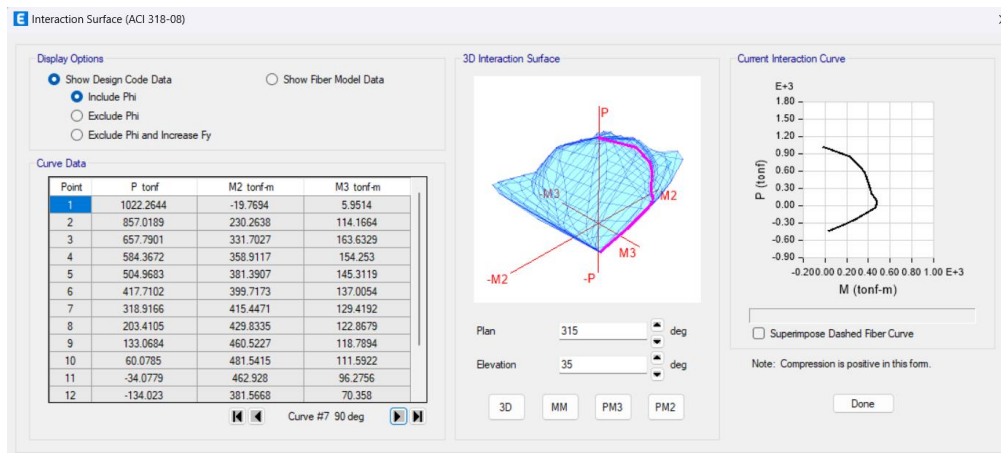 E Interaction Surface (ACI 318-08)
Display Options
Show Design Code Data
Show Fiber Model Data
Include Phi
Exclude Phi
Exclude Phi and Increase Fy
Curve Data
Point P tonf M2 tonf-m M3 tonf-m
1 1022.2644 -19.7694 5.9514
2 857.0189 230.2638 114.1664
3 657.7901 331.7027 163.6329
4 584.3672 358.9117 154.253
5 504.9683 381.3907 145.3119
6 417.7102 399.7173 137.0054
7 318.9166 415.4471 129.4192
8 203.4105 429.8335 122.8679
9 133.0684 460.5227 118.7894
10 60.0785 481.5415 111.5922
11 -34.0779 462.928 96.2756
12 -134.023 381.5668 70.358
Curve #7 90 deg
3D Interaction Surface
P
-M3
M2
M3
-M2
-P
Plan 315 deg
Elevation 35 deg
3D MM PM3 PM2
Current Interaction Curve
E+3
1.80
1.50
1.20
0.90
0.60
0.30
0.00
-0.30
-0.60
-0.90
P (tonf)
-0.20 0.00 0.20 0.40 0.60 0.80 1.00 E+3
M (tonf-m)
Superimpose Dashed Fiber Curve
Note: Compression is positive in this form.
Done